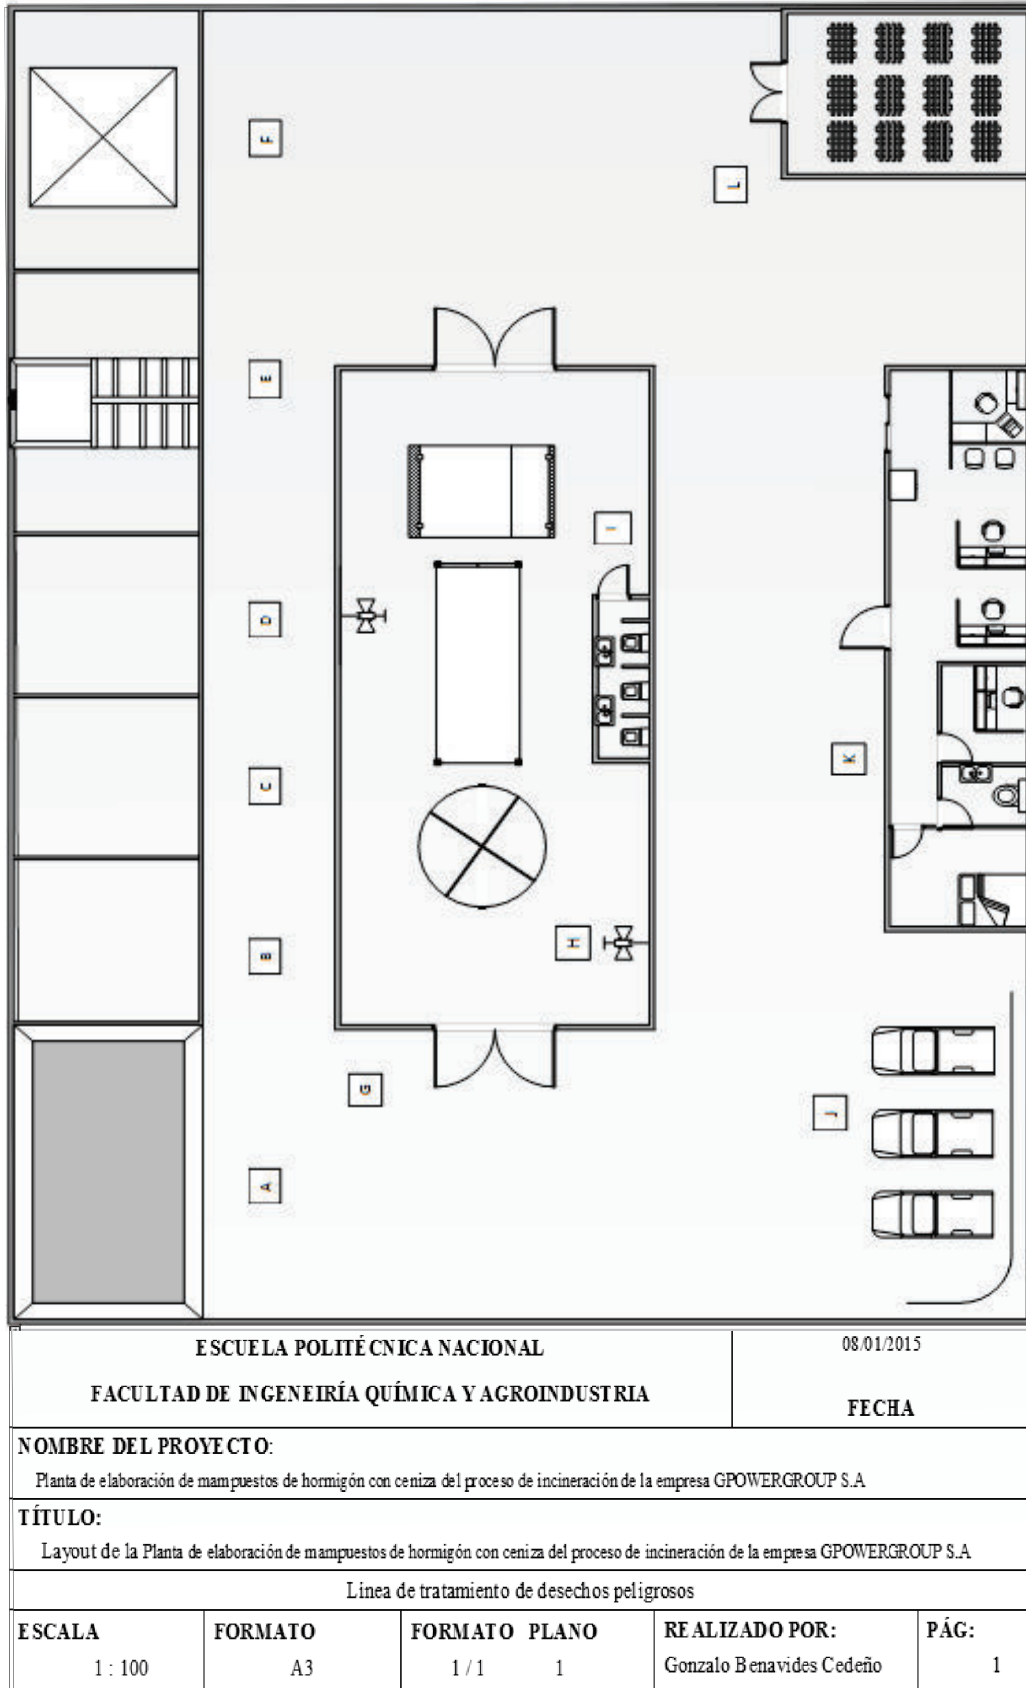 F
L
E
I
D
K
C
B
H
G
J
A
ESCUELA POLITÉCNICA NACIONAL
FACULTAD DE INGENEIRÍA QUÍMICA Y AGROINDUSTRIA
08/01/2015
FECHA
NOMBRE DEL PROYECTO:
Planta de elaboración de mampuestos de hormigón con ceniza del proceso de incineración de la empresa GPOWERGROUP S.A
TÍTULO:
Layout de la Planta de elaboración de mampuestos de hormigón con ceniza del proceso de incineración de la empresa GPOWERGROUP S.A
Linea de tratamiento de desechos peligrosos
ESCALA
1 : 100
FORMATO
A3
FORMATO PLANO
1 / 1 1
REALIZADO POR:
Gonzalo Benavides Cedeño
PÁG:
1